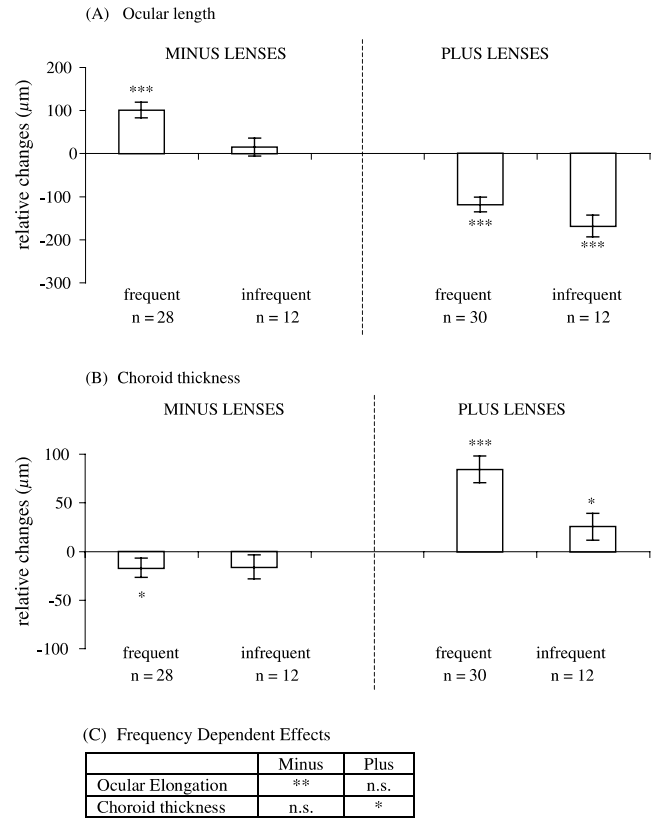 (A) Ocular length
MINUS LENSES PLUS LENSES
relative changes (µm)
200
100
0
-100
-200
-300
***
***
***
frequent infrequent frequent infrequent
n = 28 n = 12 n = 30 n = 12
(B) Choroid thickness
MINUS LENSES PLUS LENSES
relative changes (µm)
100
50
0
-50
-100
***
*
*
frequent infrequent frequent infrequent
n = 28 n = 12 n = 30 n = 12
(C) Frequency Dependent Effects
Minus Plus
Ocular Elongation ** n.s.
Choroid thickness n.s. *